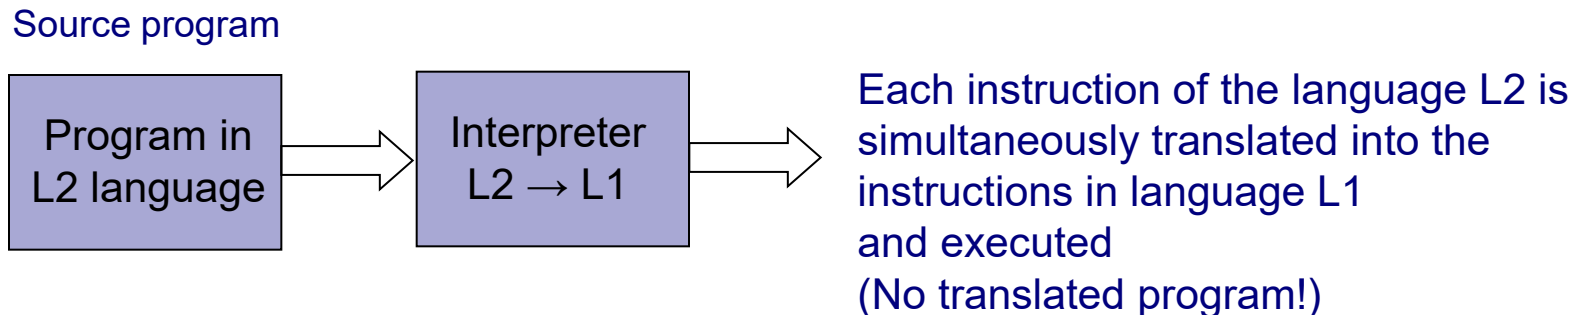 Source program
Program in
L2 language
Interpreter
L2 → L1
Each instruction of the language L2 is
simultaneously translated into the
instructions in language L1
and executed
(No translated program!)